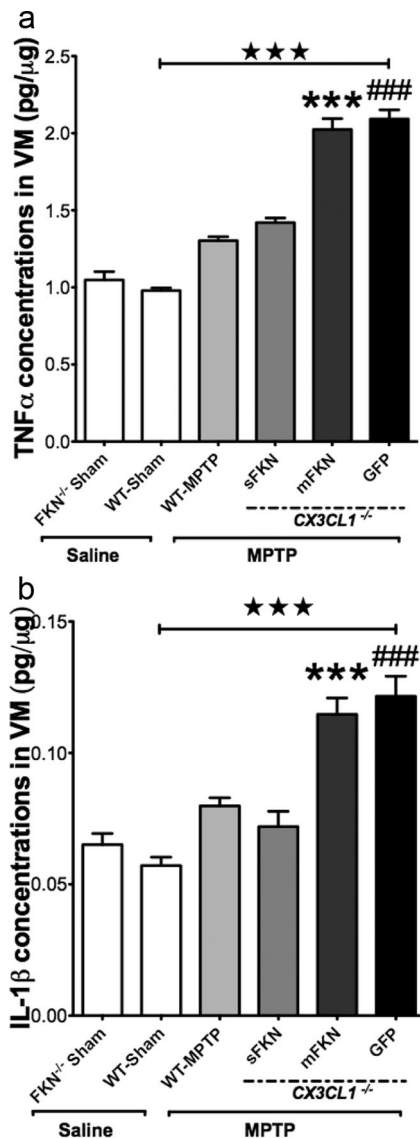 a
TNFα concentrations in VM (pg/μg)
2.5
2.0
1.5
1.0
0.5
0.0
★★★
***
###
FKN-/- Sham
WT-Sham
WT-MPTP
sFKN
mFKN
GFP
CX3CL1 -/-
Saline
MPTP
b
IL-1β concentrations in VM (pg/μg)
0.15
0.10
0.05
0.00
★★★
***
###
FKN-/- Sham
WT-Sham
WT-MPTP
sFKN
mFKN
GFP
CX3CL1 -/-
Saline
MPTP